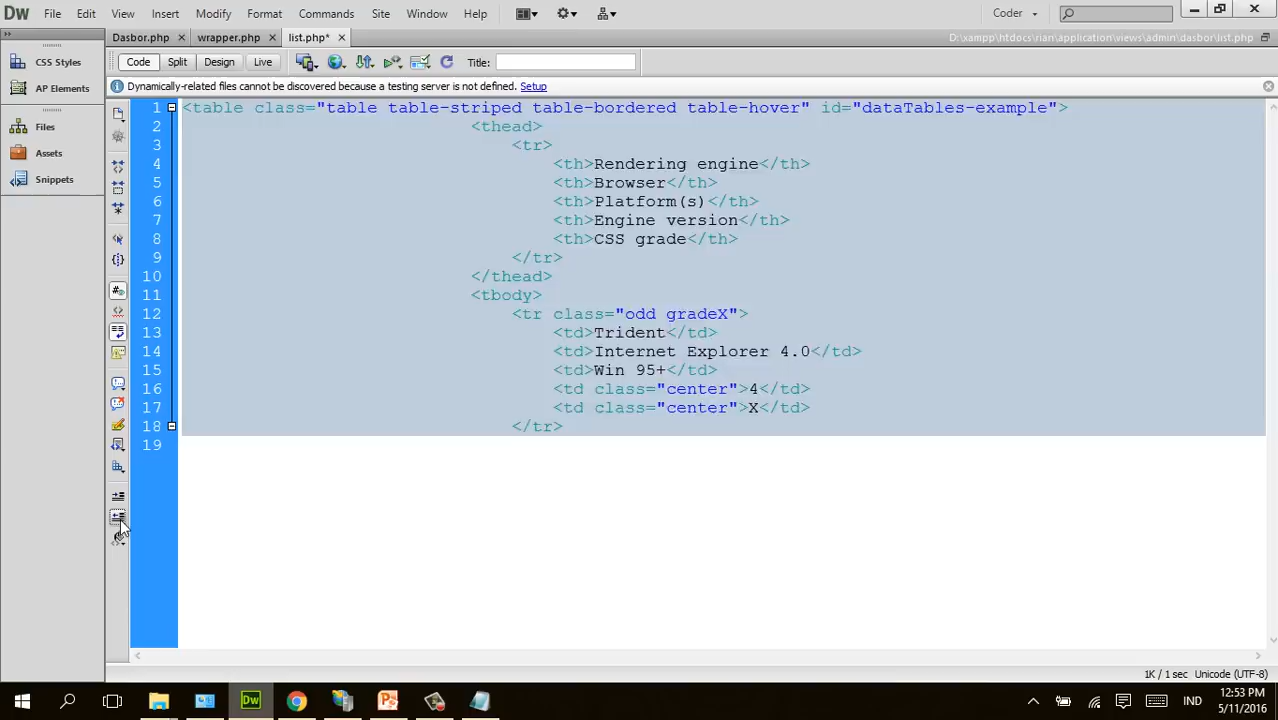 Dw File Edit View Insert Modify Format Commands Site Window Help Coder
Dasbor.php wrapper.php list.php* D:\xampp\htdocs\rian\application\views\admin\dasbor\list.php
Code Split Design Live Title:
Dynamically-related files cannot be discovered because a testing server is not defined. Setup
CSS Styles
AP Elements
Files
Assets
Snippets
1 <table class="table table-striped table-bordered table-hover" id="dataTables-example">
2 <thead>
3 <tr>
4 <th>Rendering engine</th>
5 <th>Browser</th>
6 <th>Platform(s)</th>
7 <th>Engine version</th>
8 <th>CSS grade</th>
9 </tr>
10 </thead>
11 <tbody>
12 <tr class="odd gradeX">
13 <td>Trident</td>
14 <td>Internet Explorer 4.0</td>
15 <td>Win 95+</td>
16 <td class="center">4</td>
17 <td class="center">X</td>
18 </tr>
19
1K / 1 sec Unicode (UTF-8)
Dw IND 12:53 PM
5/11/2016